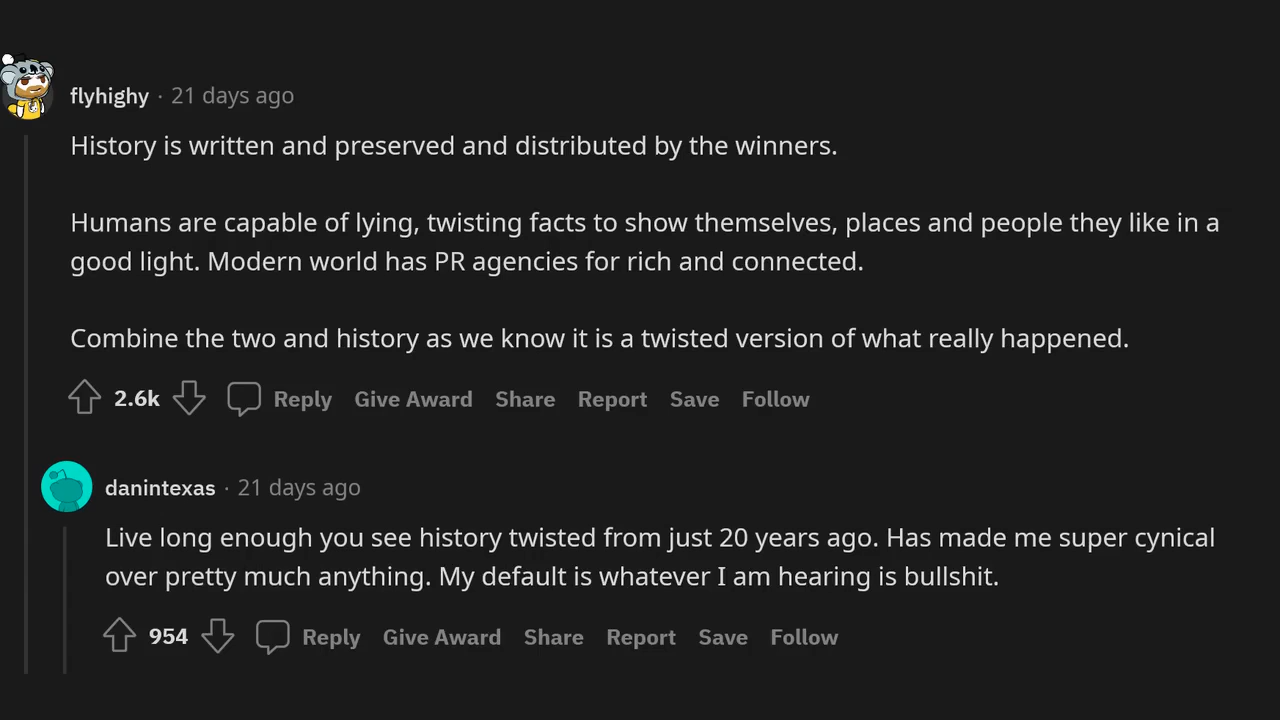 flyhighy · 21 days ago
History is written and preserved and distributed by the winners.
Humans are capable of lying, twisting facts to show themselves, places and people they like in a
good light. Modern world has PR agencies for rich and connected.
Combine the two and history as we know it is a twisted version of what really happened.
2.6k Reply Give Award Share Report Save Follow
danintexas · 21 days ago
Live long enough you see history twisted from just 20 years ago. Has made me super cynical
over pretty much anything. My default is whatever I am hearing is bullshit.
954 Reply Give Award Share Report Save Follow